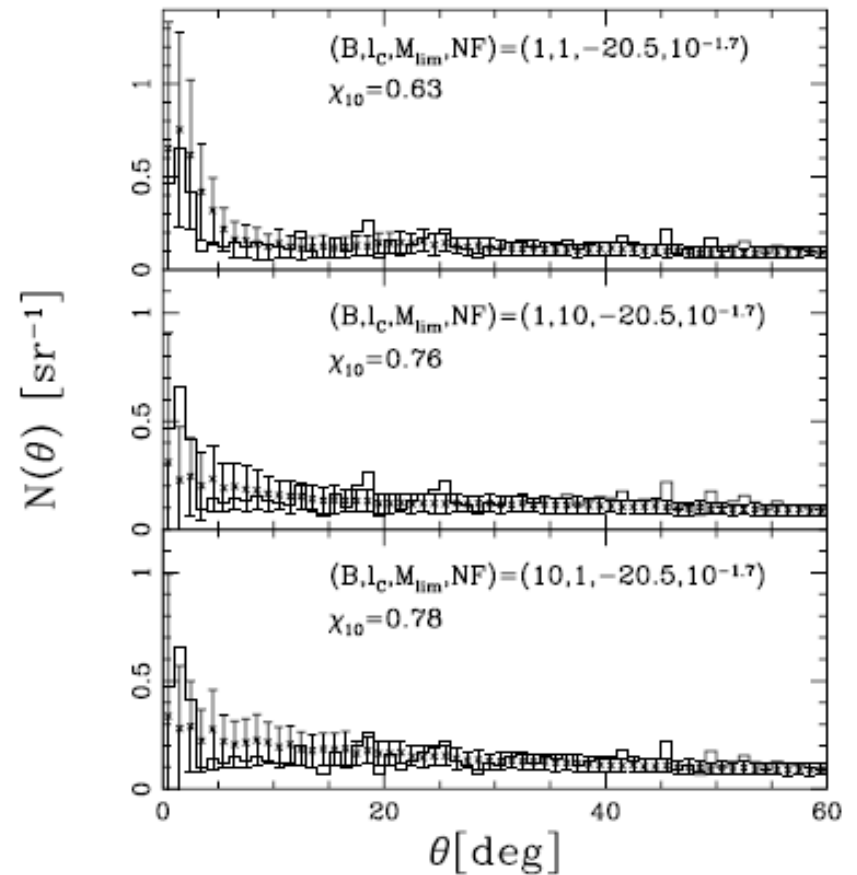 (B,l_C,M_lim,NF)=(1,1,−20.5,10^−1.7)
χ_10=0.63
1
0.5
0
(B,l_C,M_lim,NF)=(1,10,−20.5,10^−1.7)
χ_10=0.76
1
0.5
0
(B,l_C,M_lim,NF)=(10,1,−20.5,10^−1.7)
χ_10=0.78
1
0.5
0
N(θ) [sr^−1]
0 20 40 60
θ[deg]